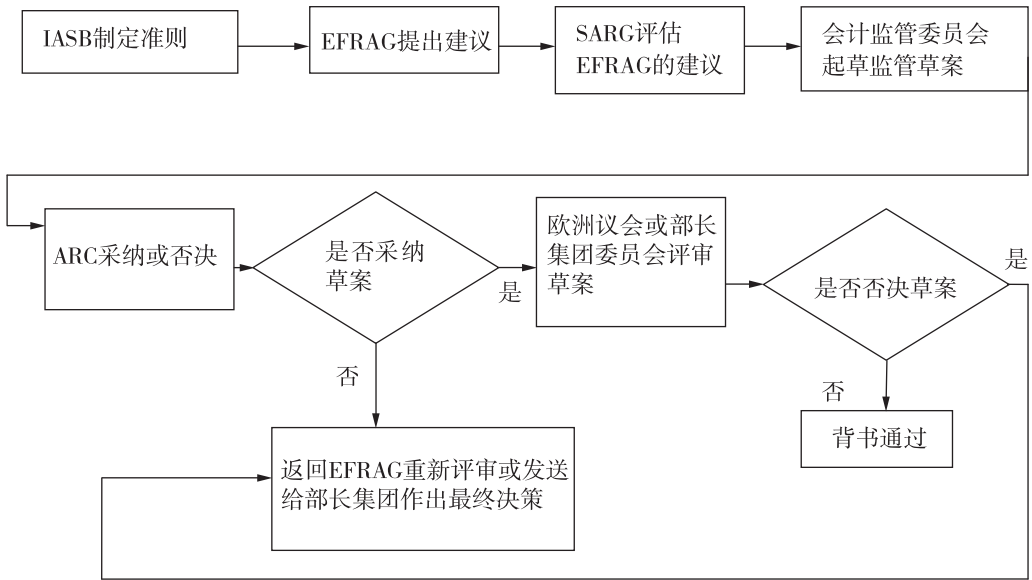 IASB制定准则
EFRAG提出建议
SARG评估
EFRAG的建议
会计监管委员会
起草监管草案
ARC采纳或否决
是否采纳
草案
是
欧洲议会或部长
集团委员会评审
草案
是否否决草案
是
否
否
背书通过
返回EFRAG重新评审或发送
给部长集团作出最终决策